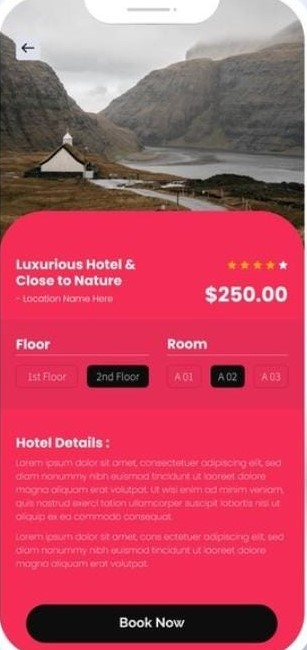 Luxurious Hotel &
Close to Nature
- Location Name Here
$250.00
Floor
Room
1st Floor
2nd Floor
A 01
A 02
A 03
Hotel Details :
Lorem ipsum dolor sit amet, consectetuer adipiscing elit, sed
diam nonummy nibh euismod tincidunt ut laoreet dolore
magna aliquam erat volutpat. Ut wisi enim ad minim veniam,
quis nostrud exerci tation ullamcorper suscipit lobortis nisl ut
aliquip ex ea commodo consequat.
Lorem ipsum dolor sit amet, cons ectetuer adipiscing elit, sed
diam nonummy nibh euismod tincidunt ut laoreet dolore
magna aliquam erat volutpat.
Book Now